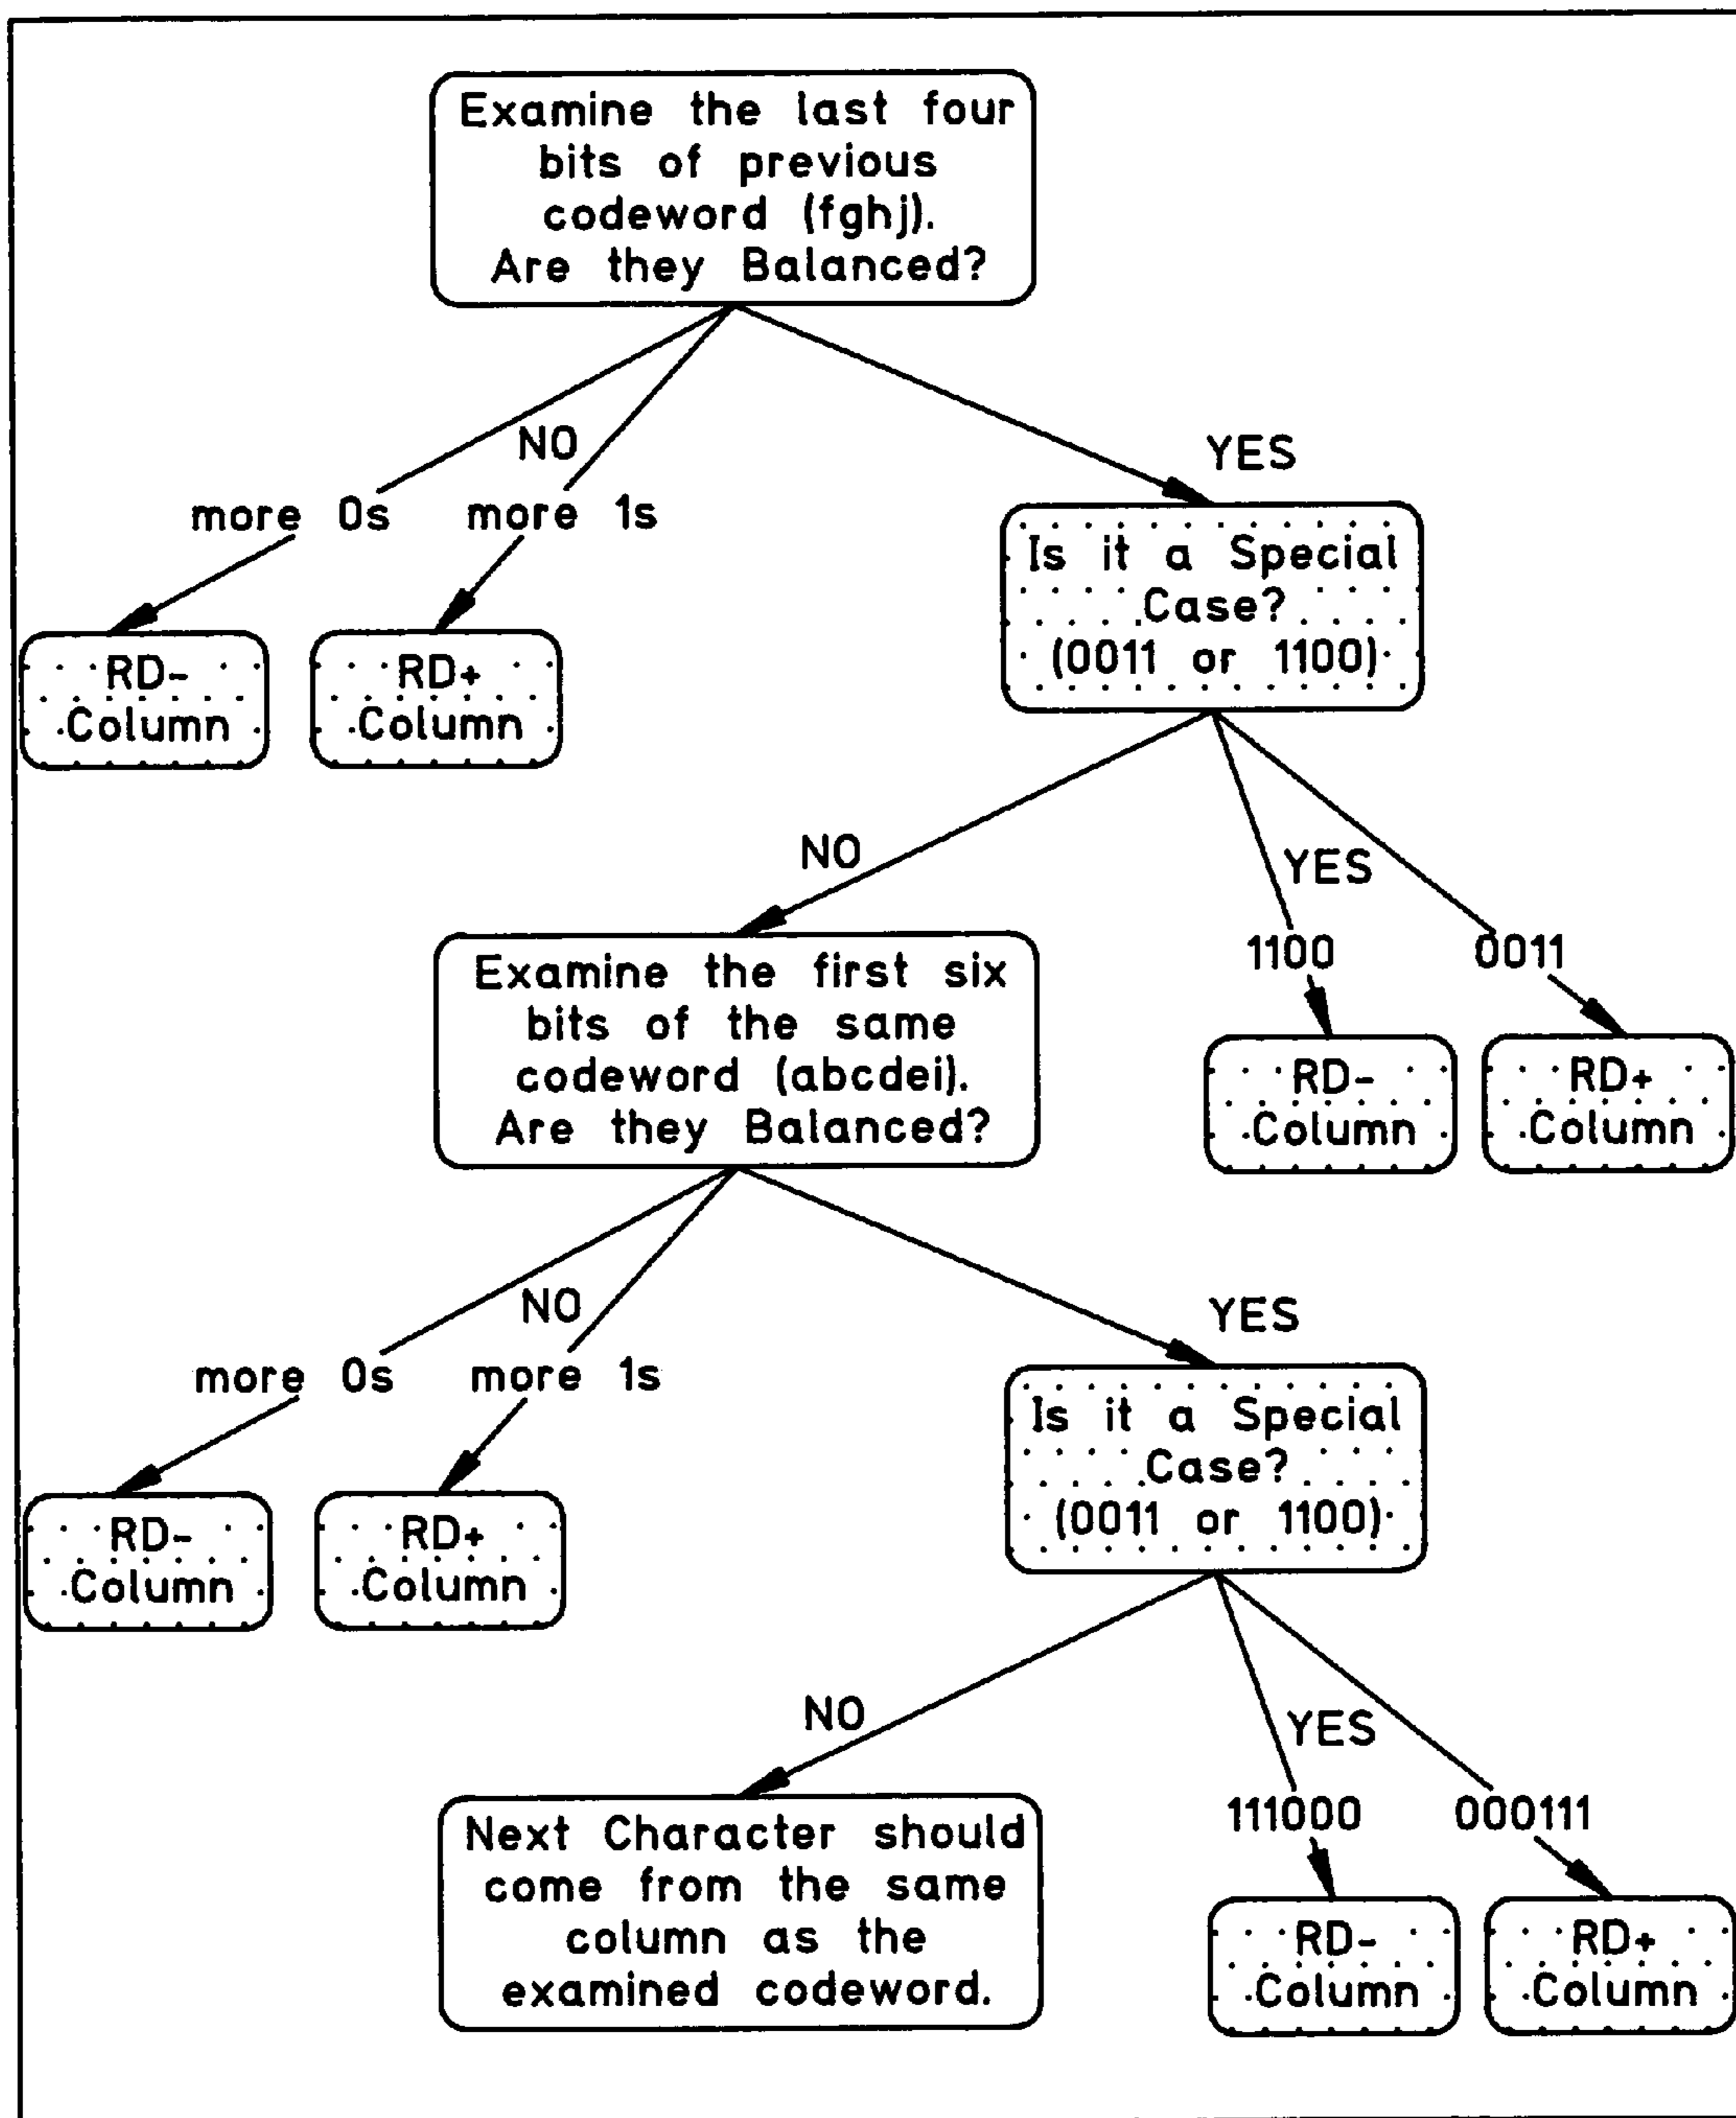 Examine the last four
bits of previous
codeword (fghj).
Are they Balanced?
NO
YES
more 0s
more 1s
Is it a Special
Case?
(0011 or 1100)
RD-
Column
RD+
Column
NO
YES
1100
0011
Examine the first six
bits of the same
codeword (abcdei).
Are they Balanced?
RD-
Column
RD+
Column
NO
YES
more 0s
more 1s
Is it a Special
Case?
(0011 or 1100)
RD-
Column
RD+
Column
NO
YES
111000
000111
Next Character should
come from the same
column as the
examined codeword.
RD-
Column
RD+
Column